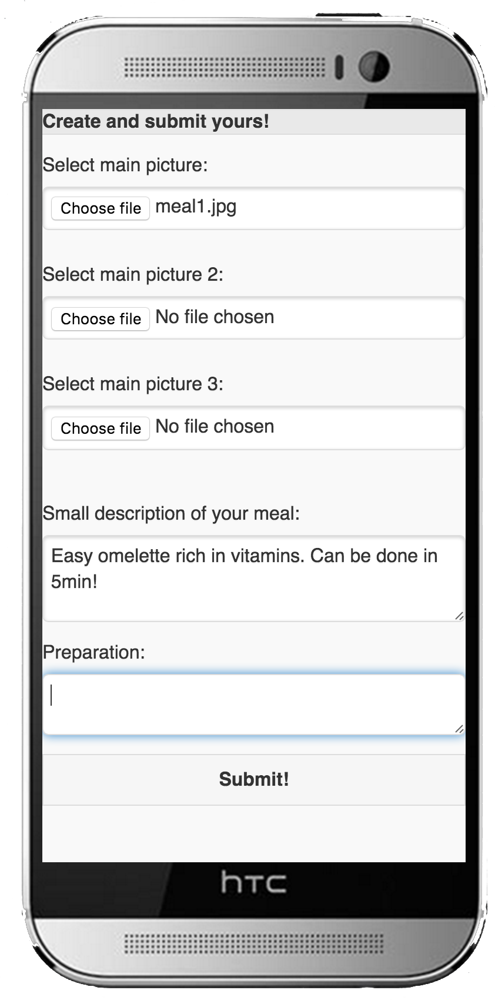 Create and submit yours!
Select main picture:
Choose file meal1.jpg
Select main picture 2:
Choose file No file chosen
Select main picture 3:
Choose file No file chosen
Small description of your meal:
Easy omelette rich in vitamins. Can be done in
5min!
Preparation:
Submit!
hTC